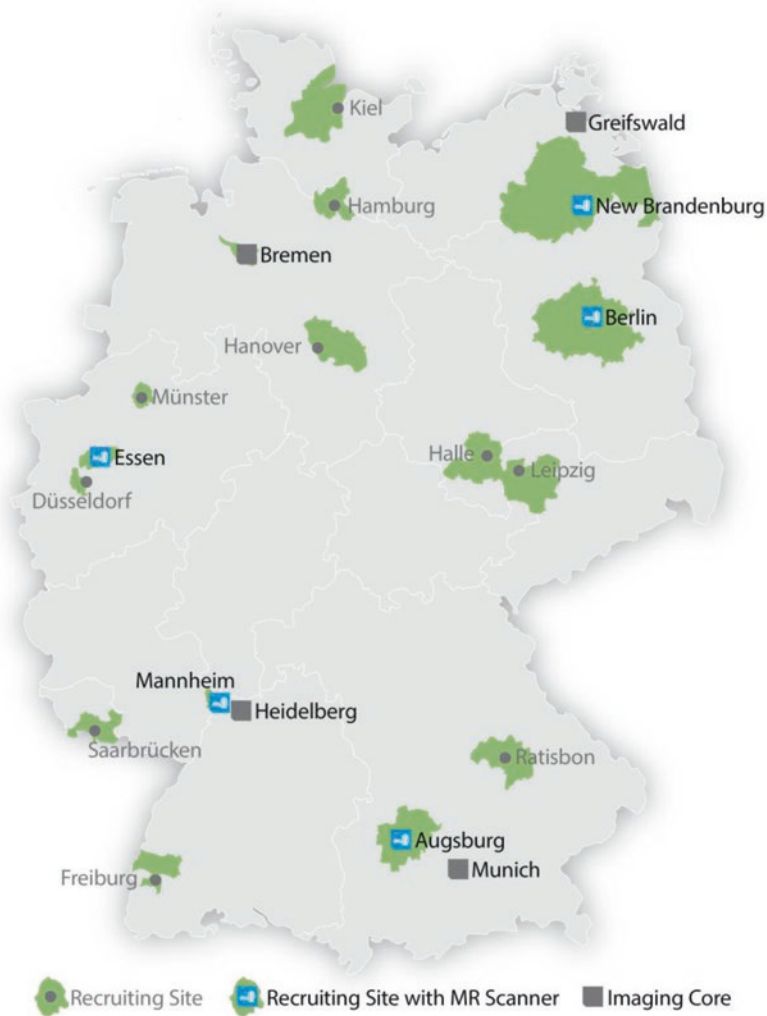 Kiel
Greifswald
Hamburg
New Brandenburg
Bremen
Berlin
Hanover
Münster
Essen
Halle
Leipzig
Düsseldorf
Mannheim
Heidelberg
Saarbrücken
Ratisbon
Augsburg
Munich
Freiburg
Recruiting Site Recruiting Site with MR Scanner Imaging Core